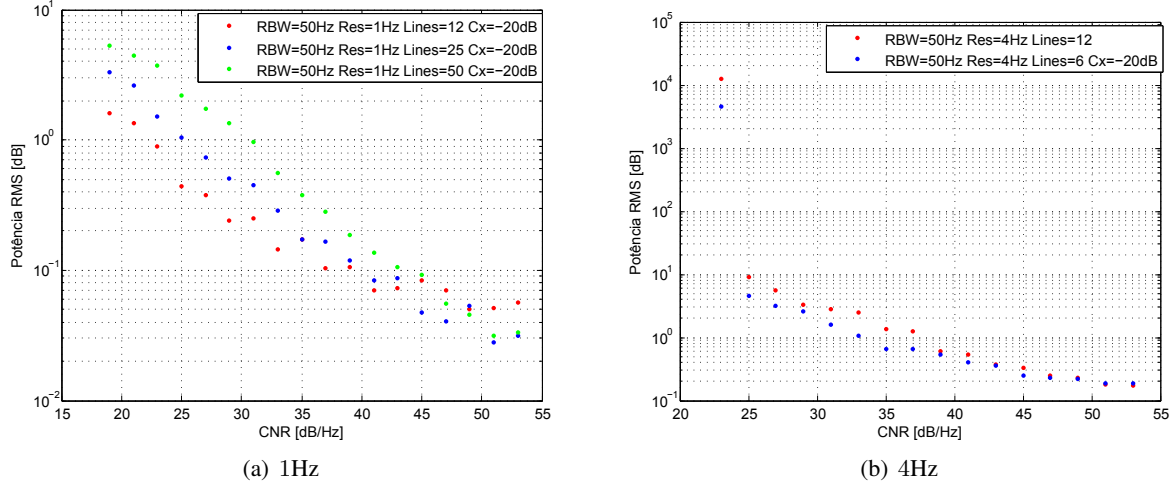 10^1
10^0
10^−1
10^−2
Potência RMS [dB]
RBW=50Hz Res=1Hz Lines=12 Cx=−20dB
RBW=50Hz Res=1Hz Lines=25 Cx=−20dB
RBW=50Hz Res=1Hz Lines=50 Cx=−20dB
15 20 25 30 35 40 45 50 55
CNR [dB/Hz]
(a) 1Hz
10^5
10^4
10^3
10^2
10^1
10^0
10^−1
Potência RMS [dB]
RBW=50Hz Res=4Hz Lines=12
RBW=50Hz Res=4Hz Lines=6 Cx=−20dB
20 25 30 35 40 45 50 55
CNR [dB/Hz]
(b) 4Hz